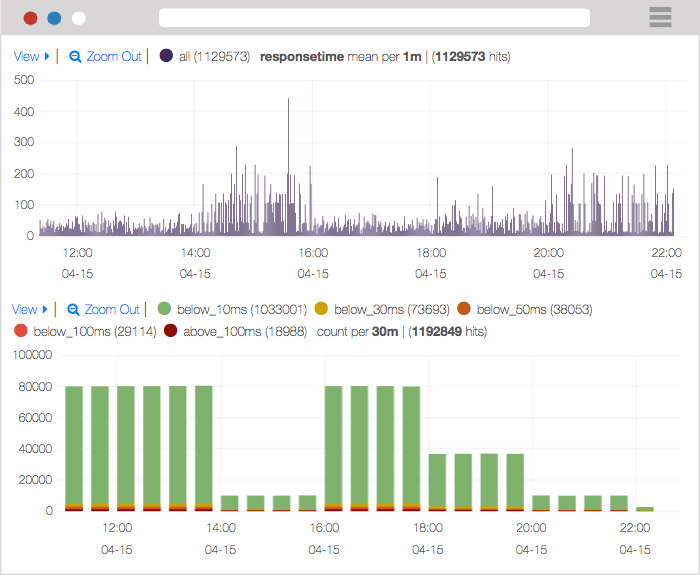 View | Zoom Out | all (1129573) responsetime mean per 1m | (1129573 hits)
500
400
300
200
100
0
12:00 14:00 16:00 18:00 20:00 22:00
04-15 04-15 04-15 04-15 04-15 04-15
View | Zoom Out | below_10ms (1033001) below_30ms (73693) below_50ms (38053)
below_100ms (29114) above_100ms (18988) count per 30m | (1192849 hits)
100000
80000
60000
40000
20000
0
12:00 14:00 16:00 18:00 20:00 22:00
04-15 04-15 04-15 04-15 04-15 04-15